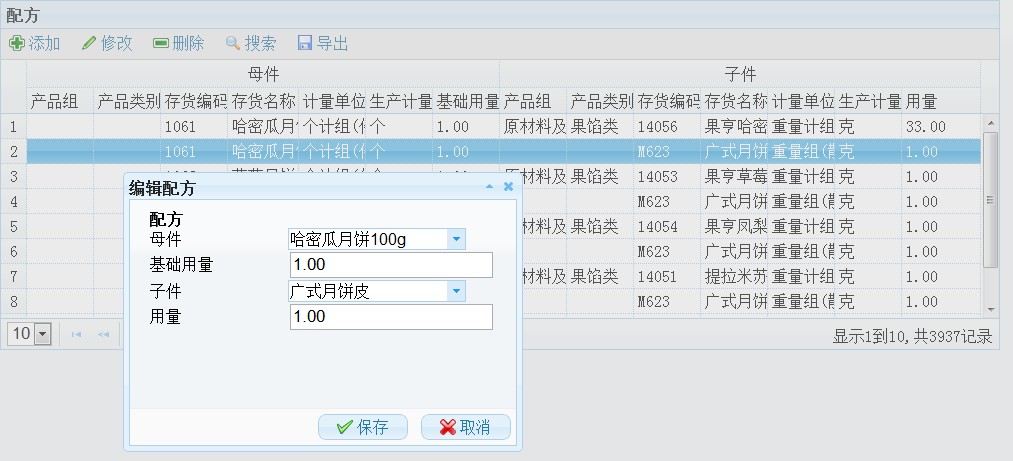 配方
添加 修改 删除 搜索 导出
母件 子件
产品组 产品类别 存货编码 存货名称 计量单位 生产计量 基础用量 产品组 产品类别 存货编码 存货名称 计量单位 生产计量 用量
1 1061 哈密瓜月 个计组( 个 1.00 原材料及 果馅类 14056 果亨哈密 重量计组 克 33.00
2 1061 哈密瓜月 个计组( 个 1.00 M623 广式月饼 重量组( 克 1.00
3 材料及 果馅类 14053 果亨草莓 重量计组 克 1.00
4 M623 广式月饼 重量组( 克 1.00
5 材料及 果馅类 14054 果亨凤梨 重量计组 克 1.00
6 M623 广式月饼 重量组( 克 1.00
7 材料及 果馅类 14051 提拉米苏 重量计组 克 1.00
8 M623 广式月饼 重量组( 克 1.00
10 显示1到10,共3937记录
编辑配方
配方
母件 哈密瓜月饼100g
基础用量 1.00
子件 广式月饼皮
用量 1.00
保存 取消